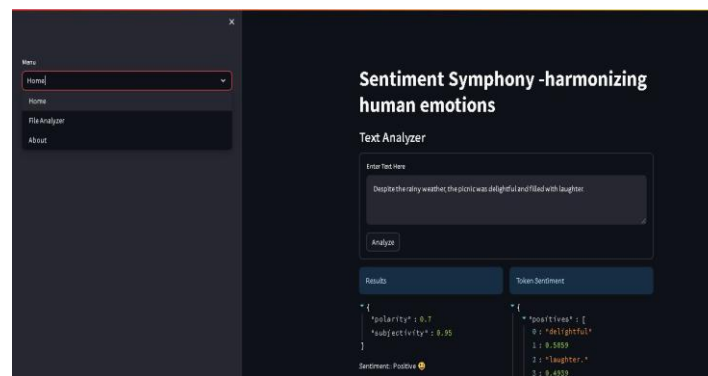 ×
Menu
Home
Home
File Analyzer
About
Sentiment Symphony -harmonizing
human emotions
Text Analyzer
Enter Text Here
Despite the rainy weather, the picnic was delightful and filled with laughter.
Analyze
Results
Token Sentiment
{
"polarity" : 0.7
"subjectivity" : 0.95
}
Sentiment: Positive 😃
{
"positives" : [
0 : "delightful"
1 : 0.5859
2 : "laughter."
3 : 0.4939